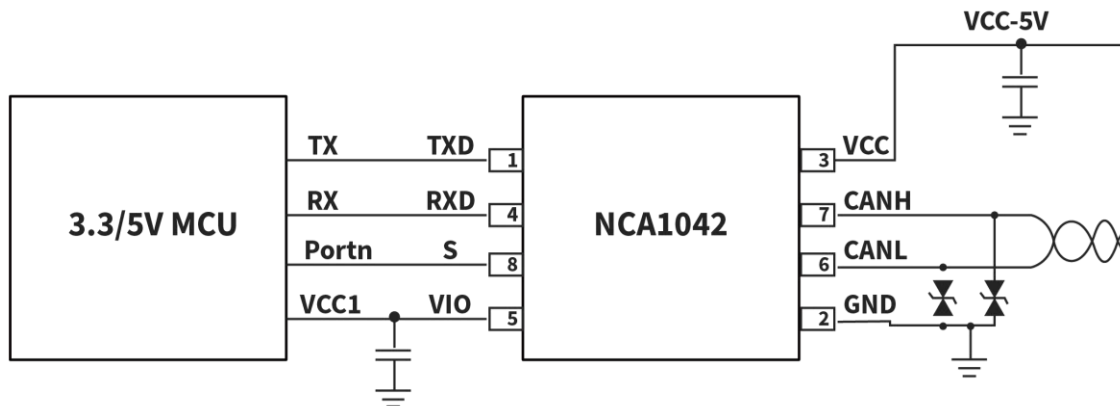 VCC-5V
TX TXD 1 3 VCC
RX RXD 4 7 CANH
3.3/5V MCU NCA1042
Portn S 8 6 CANL
VCC1 VIO 5 2 GND